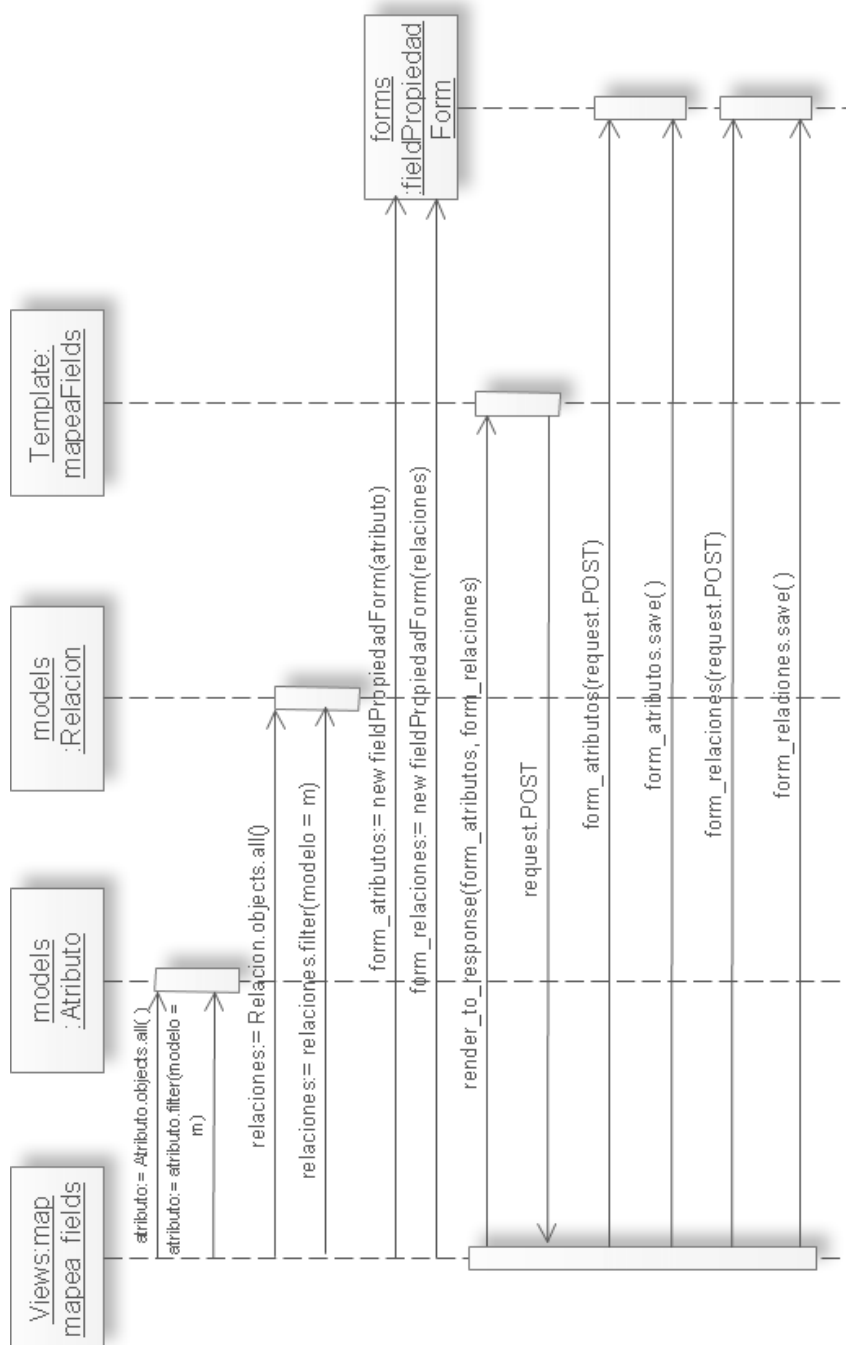 Views:map
mapea_fields
models
:Atributo
models
:Relacion
Template:
mapeaFields
forms
:fieldPropiedad
Form
atributo:= Atributo.objects.all( )
atributo:= atributo.filter(modelo =
m)
relaciones:= Relacion.objects.all()
relaciones:= relaciones.filter(modelo = m)
form_atributos:= new fieldPropiedadForm(atributo)
form_relaciones:= new fieldPropiedadForm(relaciones)
render_to_response(form_atributos, form_relaciones)
request.POST
form_atributos(request.POST)
form_atributos.save( )
form_relaciones(request.POST)
form_relaciones.save( )